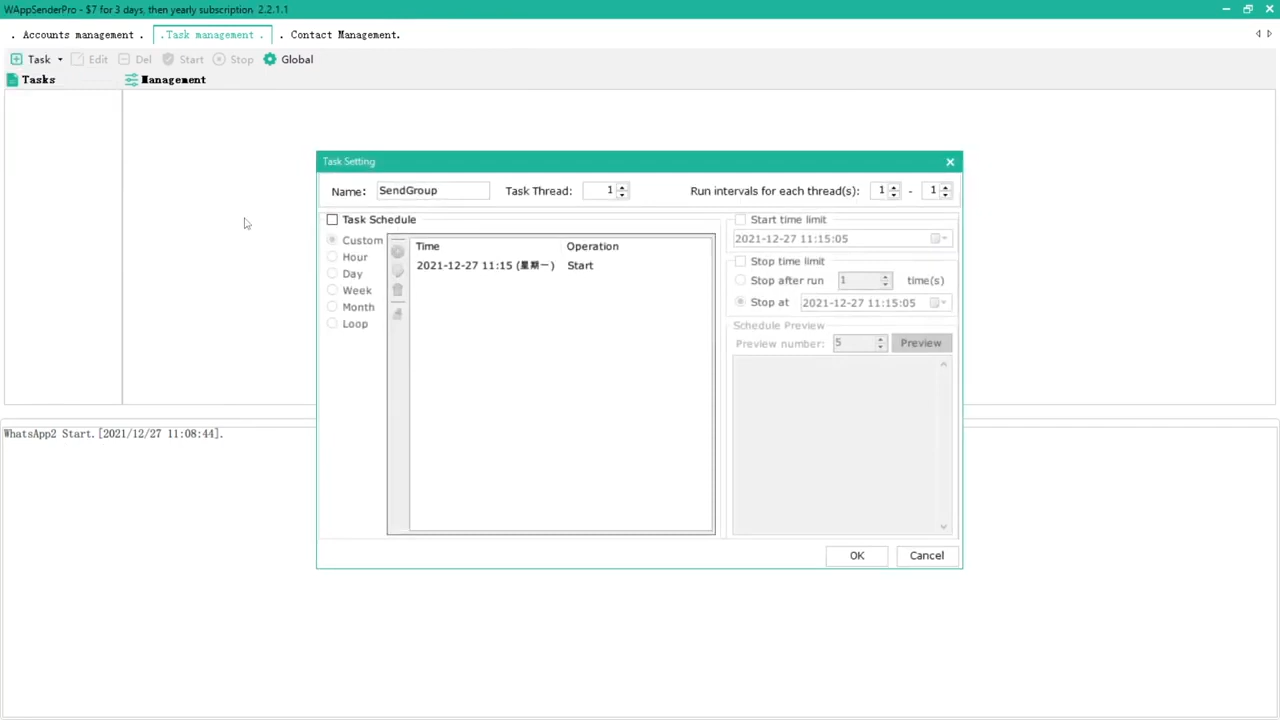 WAppSenderPro - $7 for 3 days, then yearly subscription 2.2.1.1
. Accounts management . .Task management . . Contact Management.
Task Edit Del Start Stop Global
Tasks Management
Task Setting
Name: SendGroup Task Thread: 1 Run intervals for each thread(s): 1 - 1
Task Schedule
Custom
Hour
Day
Week
Month
Loop
Time Operation
2021-12-27 11:15 (星期一) Start
Start time limit
2021-12-27 11:15:05
Stop time limit
Stop after run 1 time(s)
Stop at 2021-12-27 11:15:05
Schedule Preview
Preview number: 5 Preview
OK Cancel
WhatsApp2 Start.[2021/12/27 11:08:44].